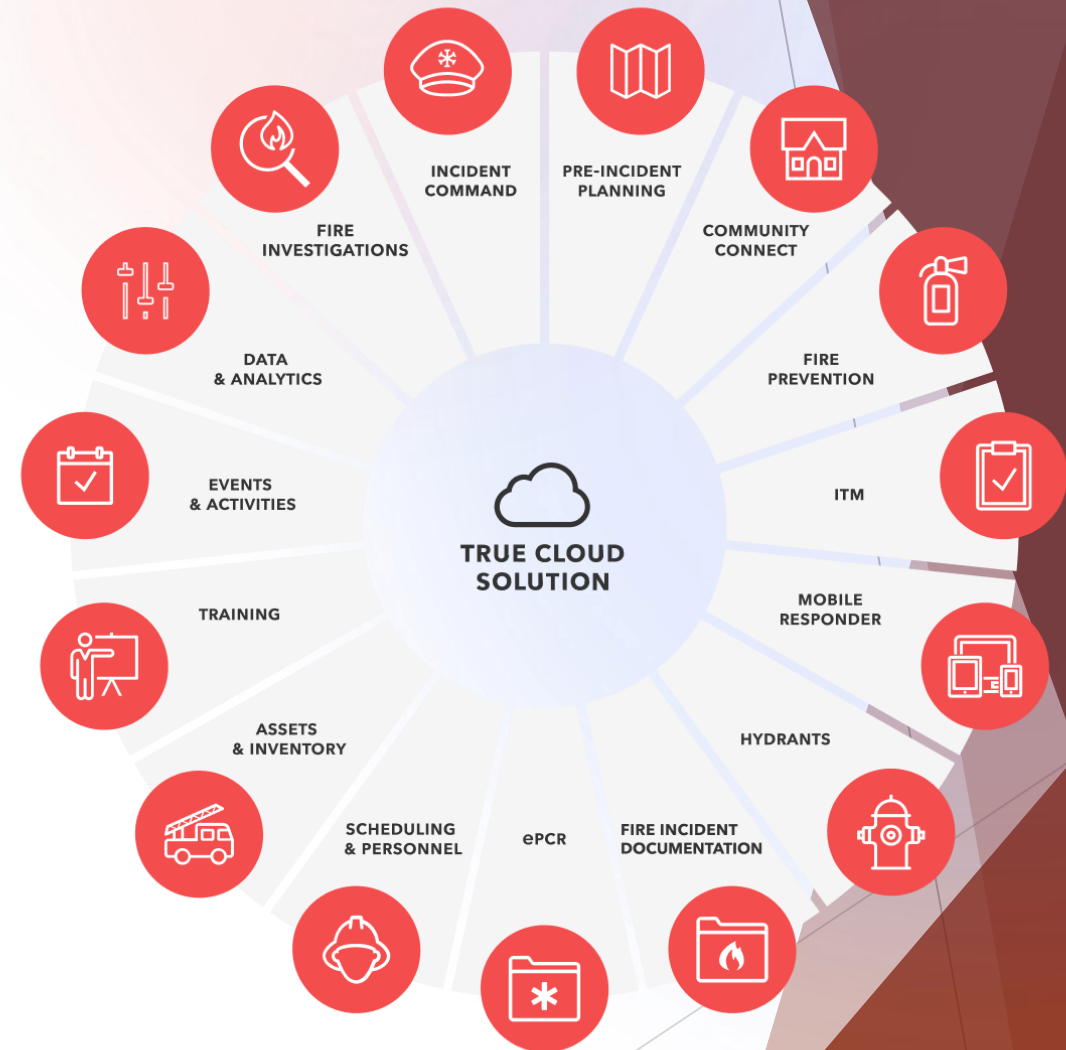 INCIDENT
COMMAND
PRE-INCIDENT
PLANNING
COMMUNITY
CONNECT
FIRE
PREVENTION
ITM
MOBILE
RESPONDER
HYDRANTS
FIRE INCIDENT
DOCUMENTATION
ePCR
SCHEDULING
& PERSONNEL
ASSETS
& INVENTORY
TRAINING
EVENTS
& ACTIVITIES
DATA
& ANALYTICS
FIRE
INVESTIGATIONS
TRUE CLOUD
SOLUTION